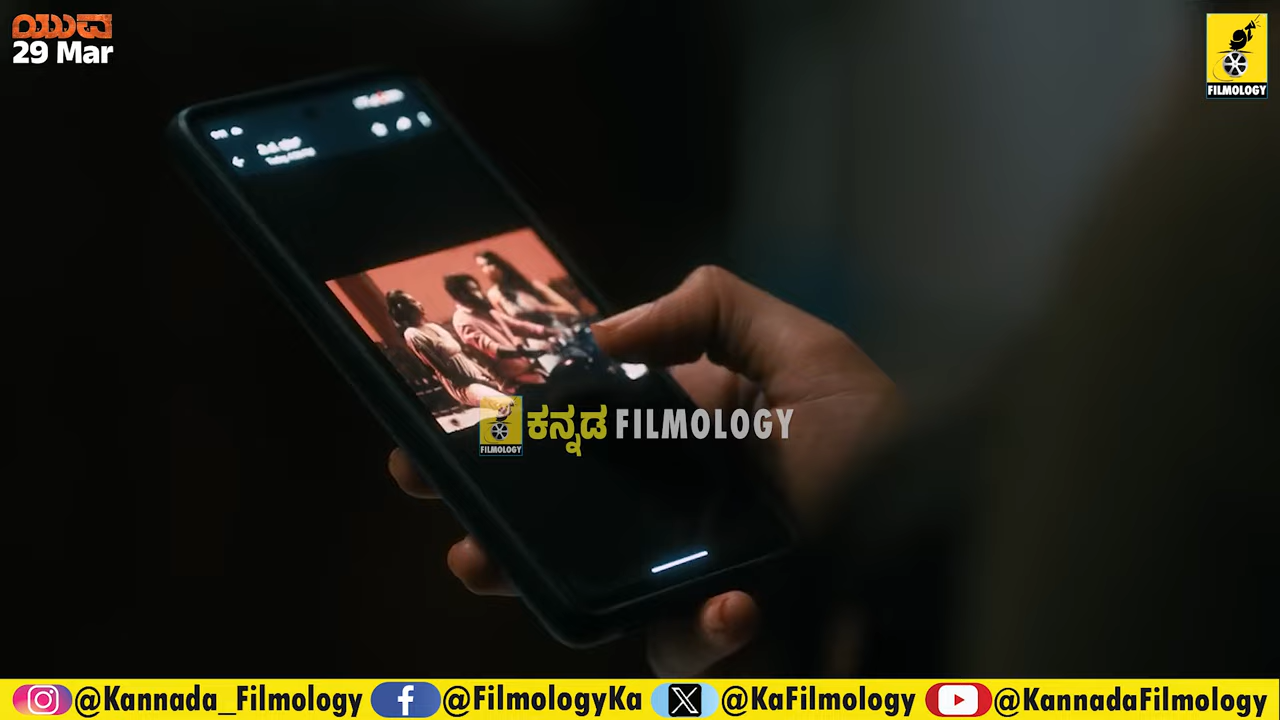 ಯುವ
29 Mar
FILMOLOGY
ಕನ್ನಡ FILMOLOGY
FILMOLOGY
@Kannada_Filmology @FilmologyKa @KaFilmology @KannadaFilmology